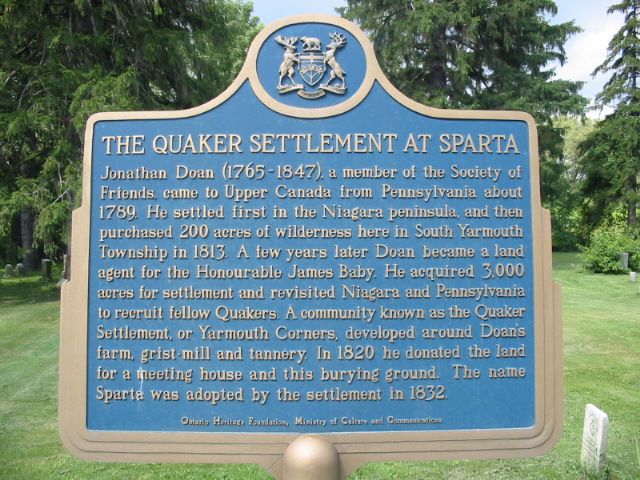 THE QUAKER SETTLEMENT AT SPARTA
Jonathan Doan (1765-1847), a member of the Society of
Friends, came to Upper Canada from Pennsylvania about
1789. He settled first in the Niagara peninsula, and then
purchased 200 acres of wilderness here in South Yarmouth
Township in 1813. A few years later Doan became a land
agent for the Honourable James Baby. He acquired 3,000
acres for settlement and revisited Niagara and Pennsylvania
to recruit fellow Quakers. A community known as the Quaker
Settlement, or Yarmouth Corners, developed around Doan's
farm, grist-mill and tannery. In 1820 he donated the land
for a meeting house and this burying ground. The name
Sparta was adopted by the settlement in 1832.
Ontario Heritage Foundation, Ministry of Culture and Communications